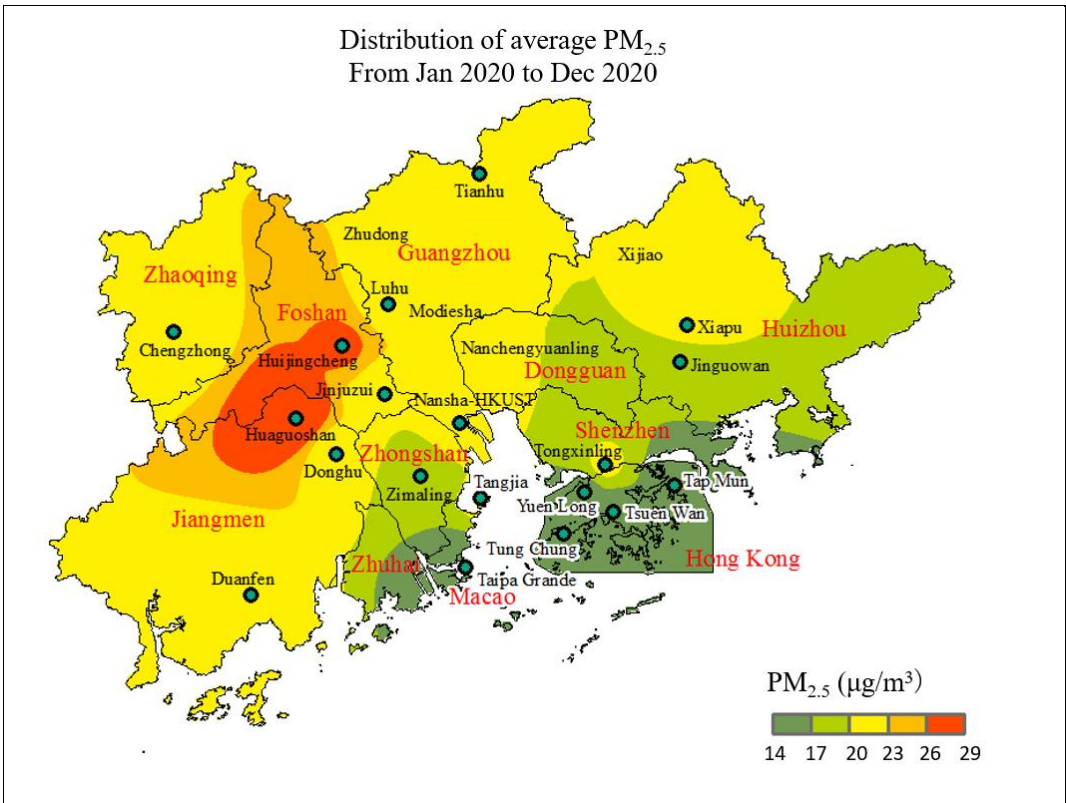 Distribution of average PM2.5
From Jan 2020 to Dec 2020
Tianhu
Zhudong
Guangzhou
Xijiao
Zhaoqing
Luhu
Foshan
Modiesha
Xiapu
Huizhou
Chengzhong
Huijingcheng
Nanchengyuanling
Dongguan
Jinguowan
Jinjuzui
Nansha-HKUST
Huaguoshan
Shenzhen
Donghu
Zhongshan
Tongxinling
Zimaling
Tangjia
Tap Mun
Yuen Long
Tsuen Wan
Jiangmen
Tung Chung
Hong Kong
Zhuhai
Duanfen
Taipa Grande
Macao
PM2.5 (μg/m³)
14 17 20 23 26 29